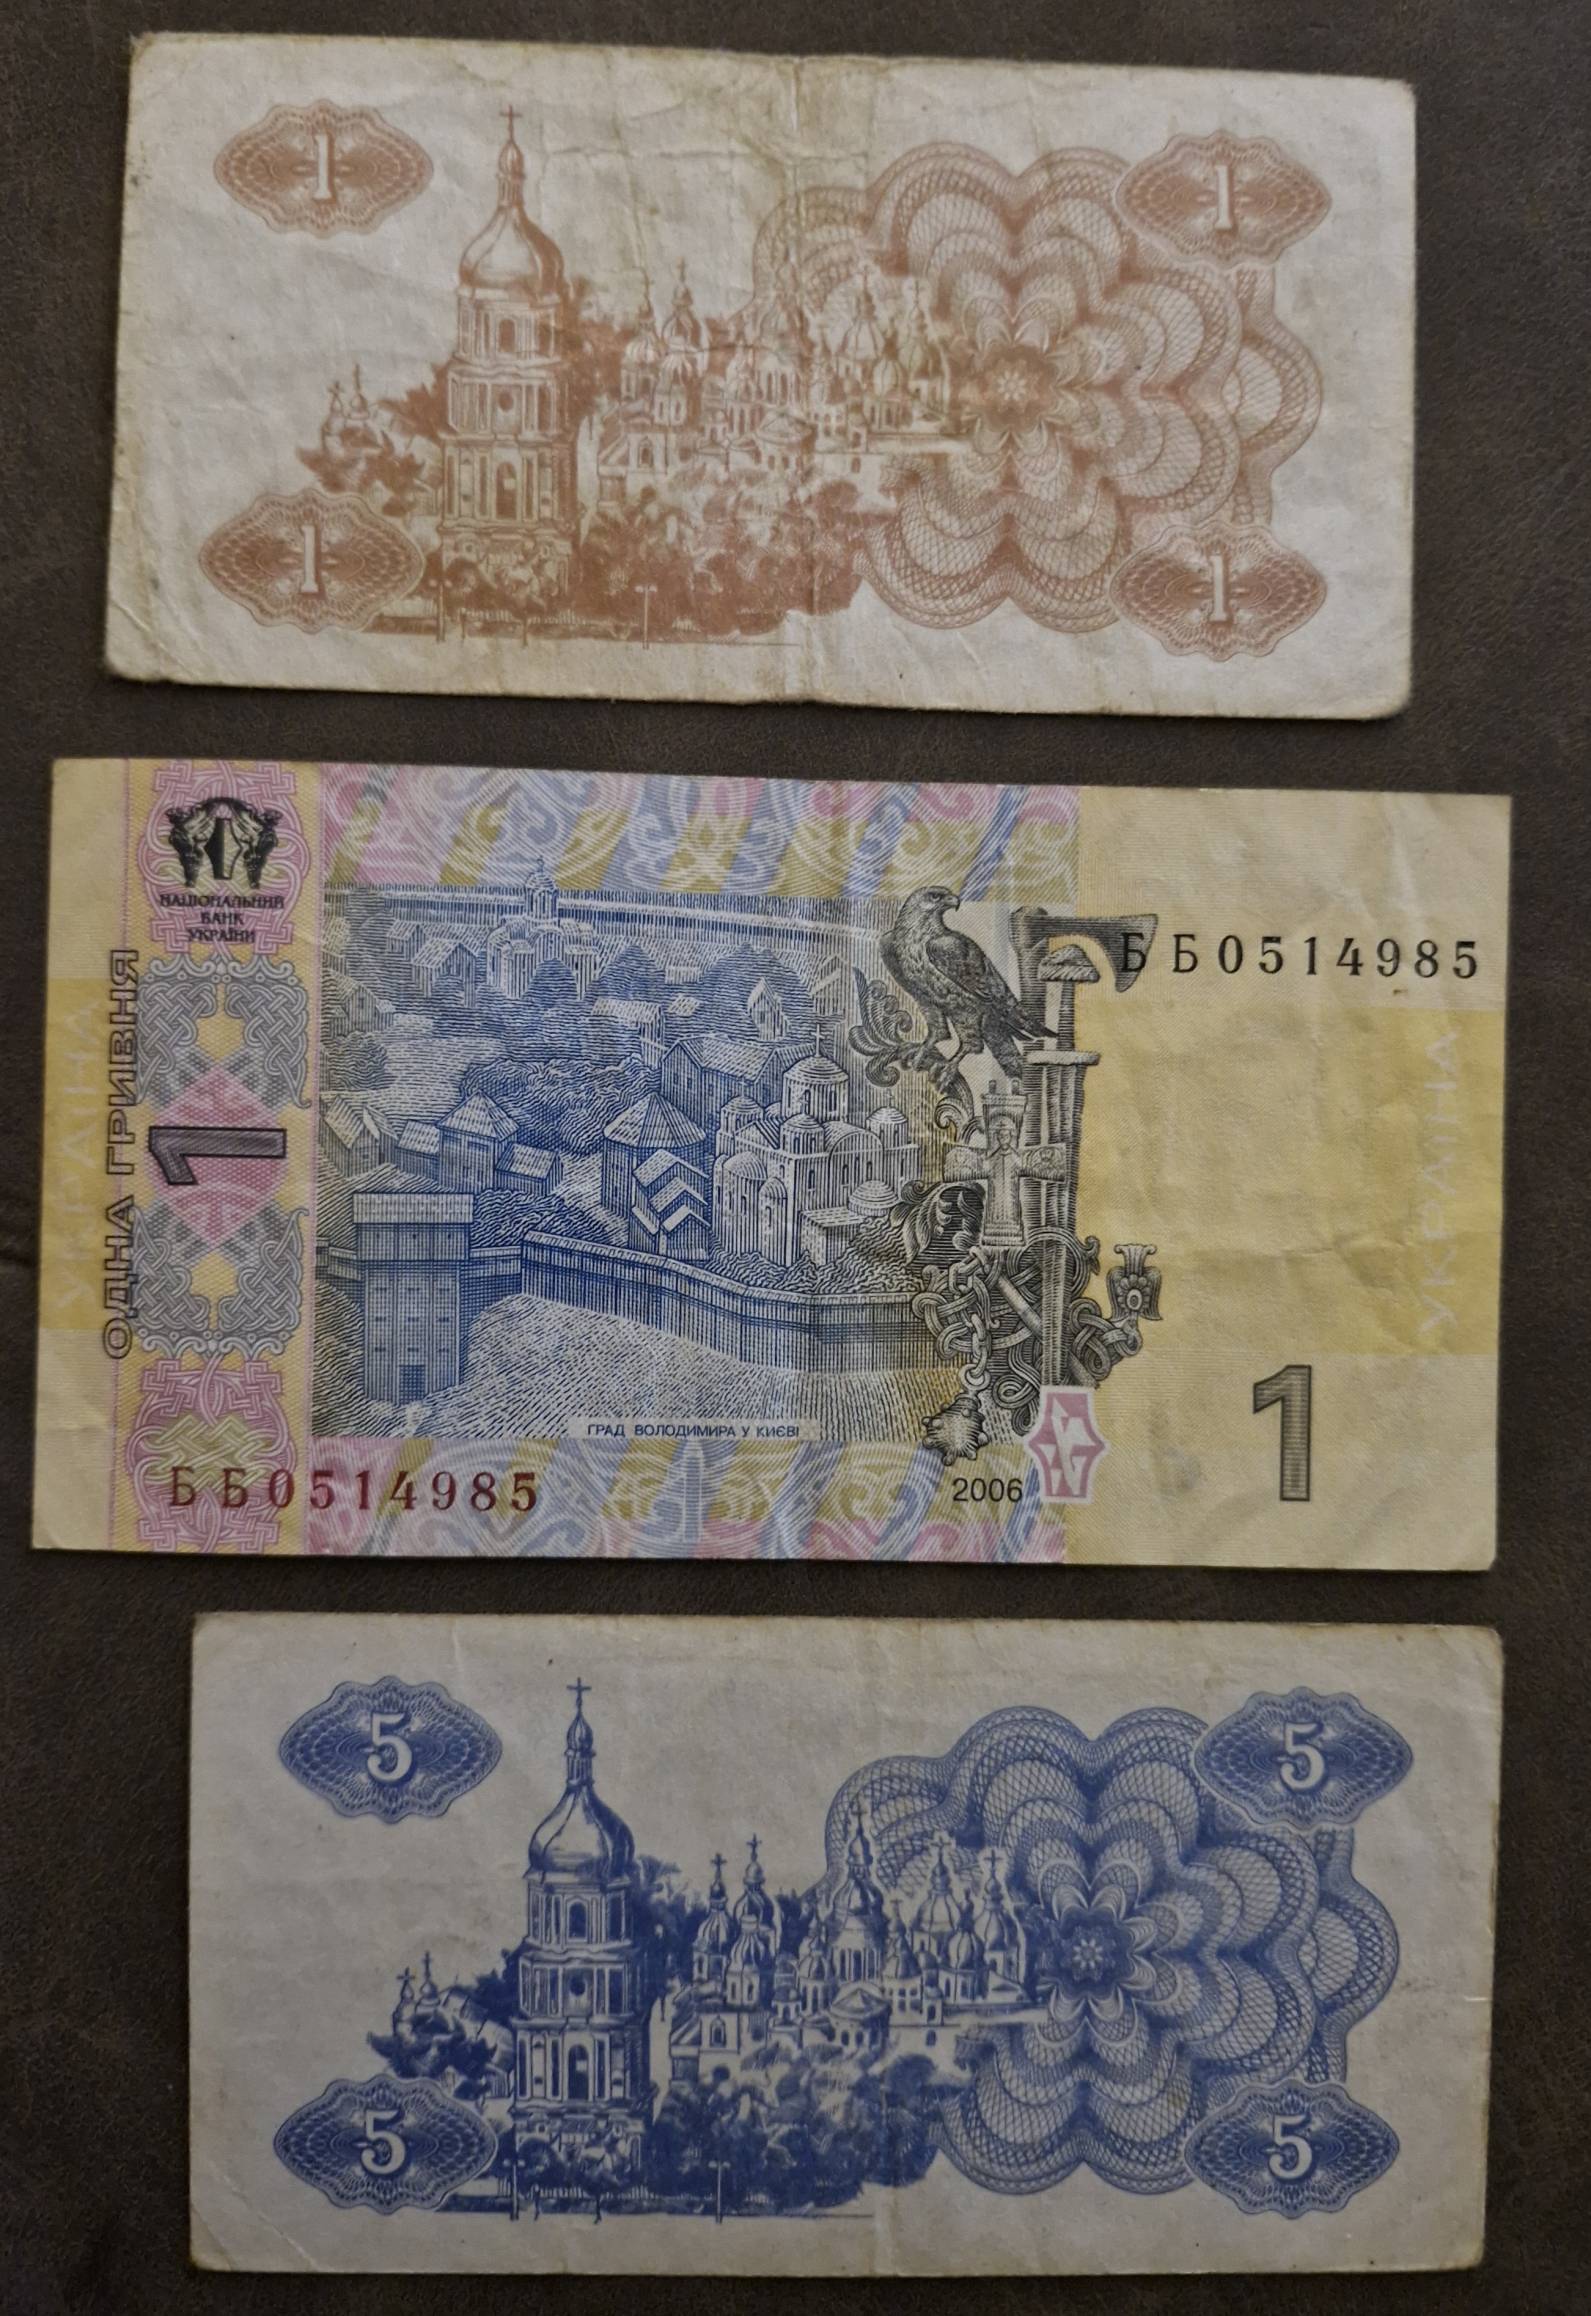 1
1
1
1
НАЦІОНАЛЬНИЙ
БАНК
УКРАЇНИ
ББ0514985
УКРАЇНА
ОДНА ГРИВНЯ
1
УКРАЇНА
1
ГРАД ВОЛОДИМИРА У КИЄВІ
ББ0514985
2006
5
5
5
5